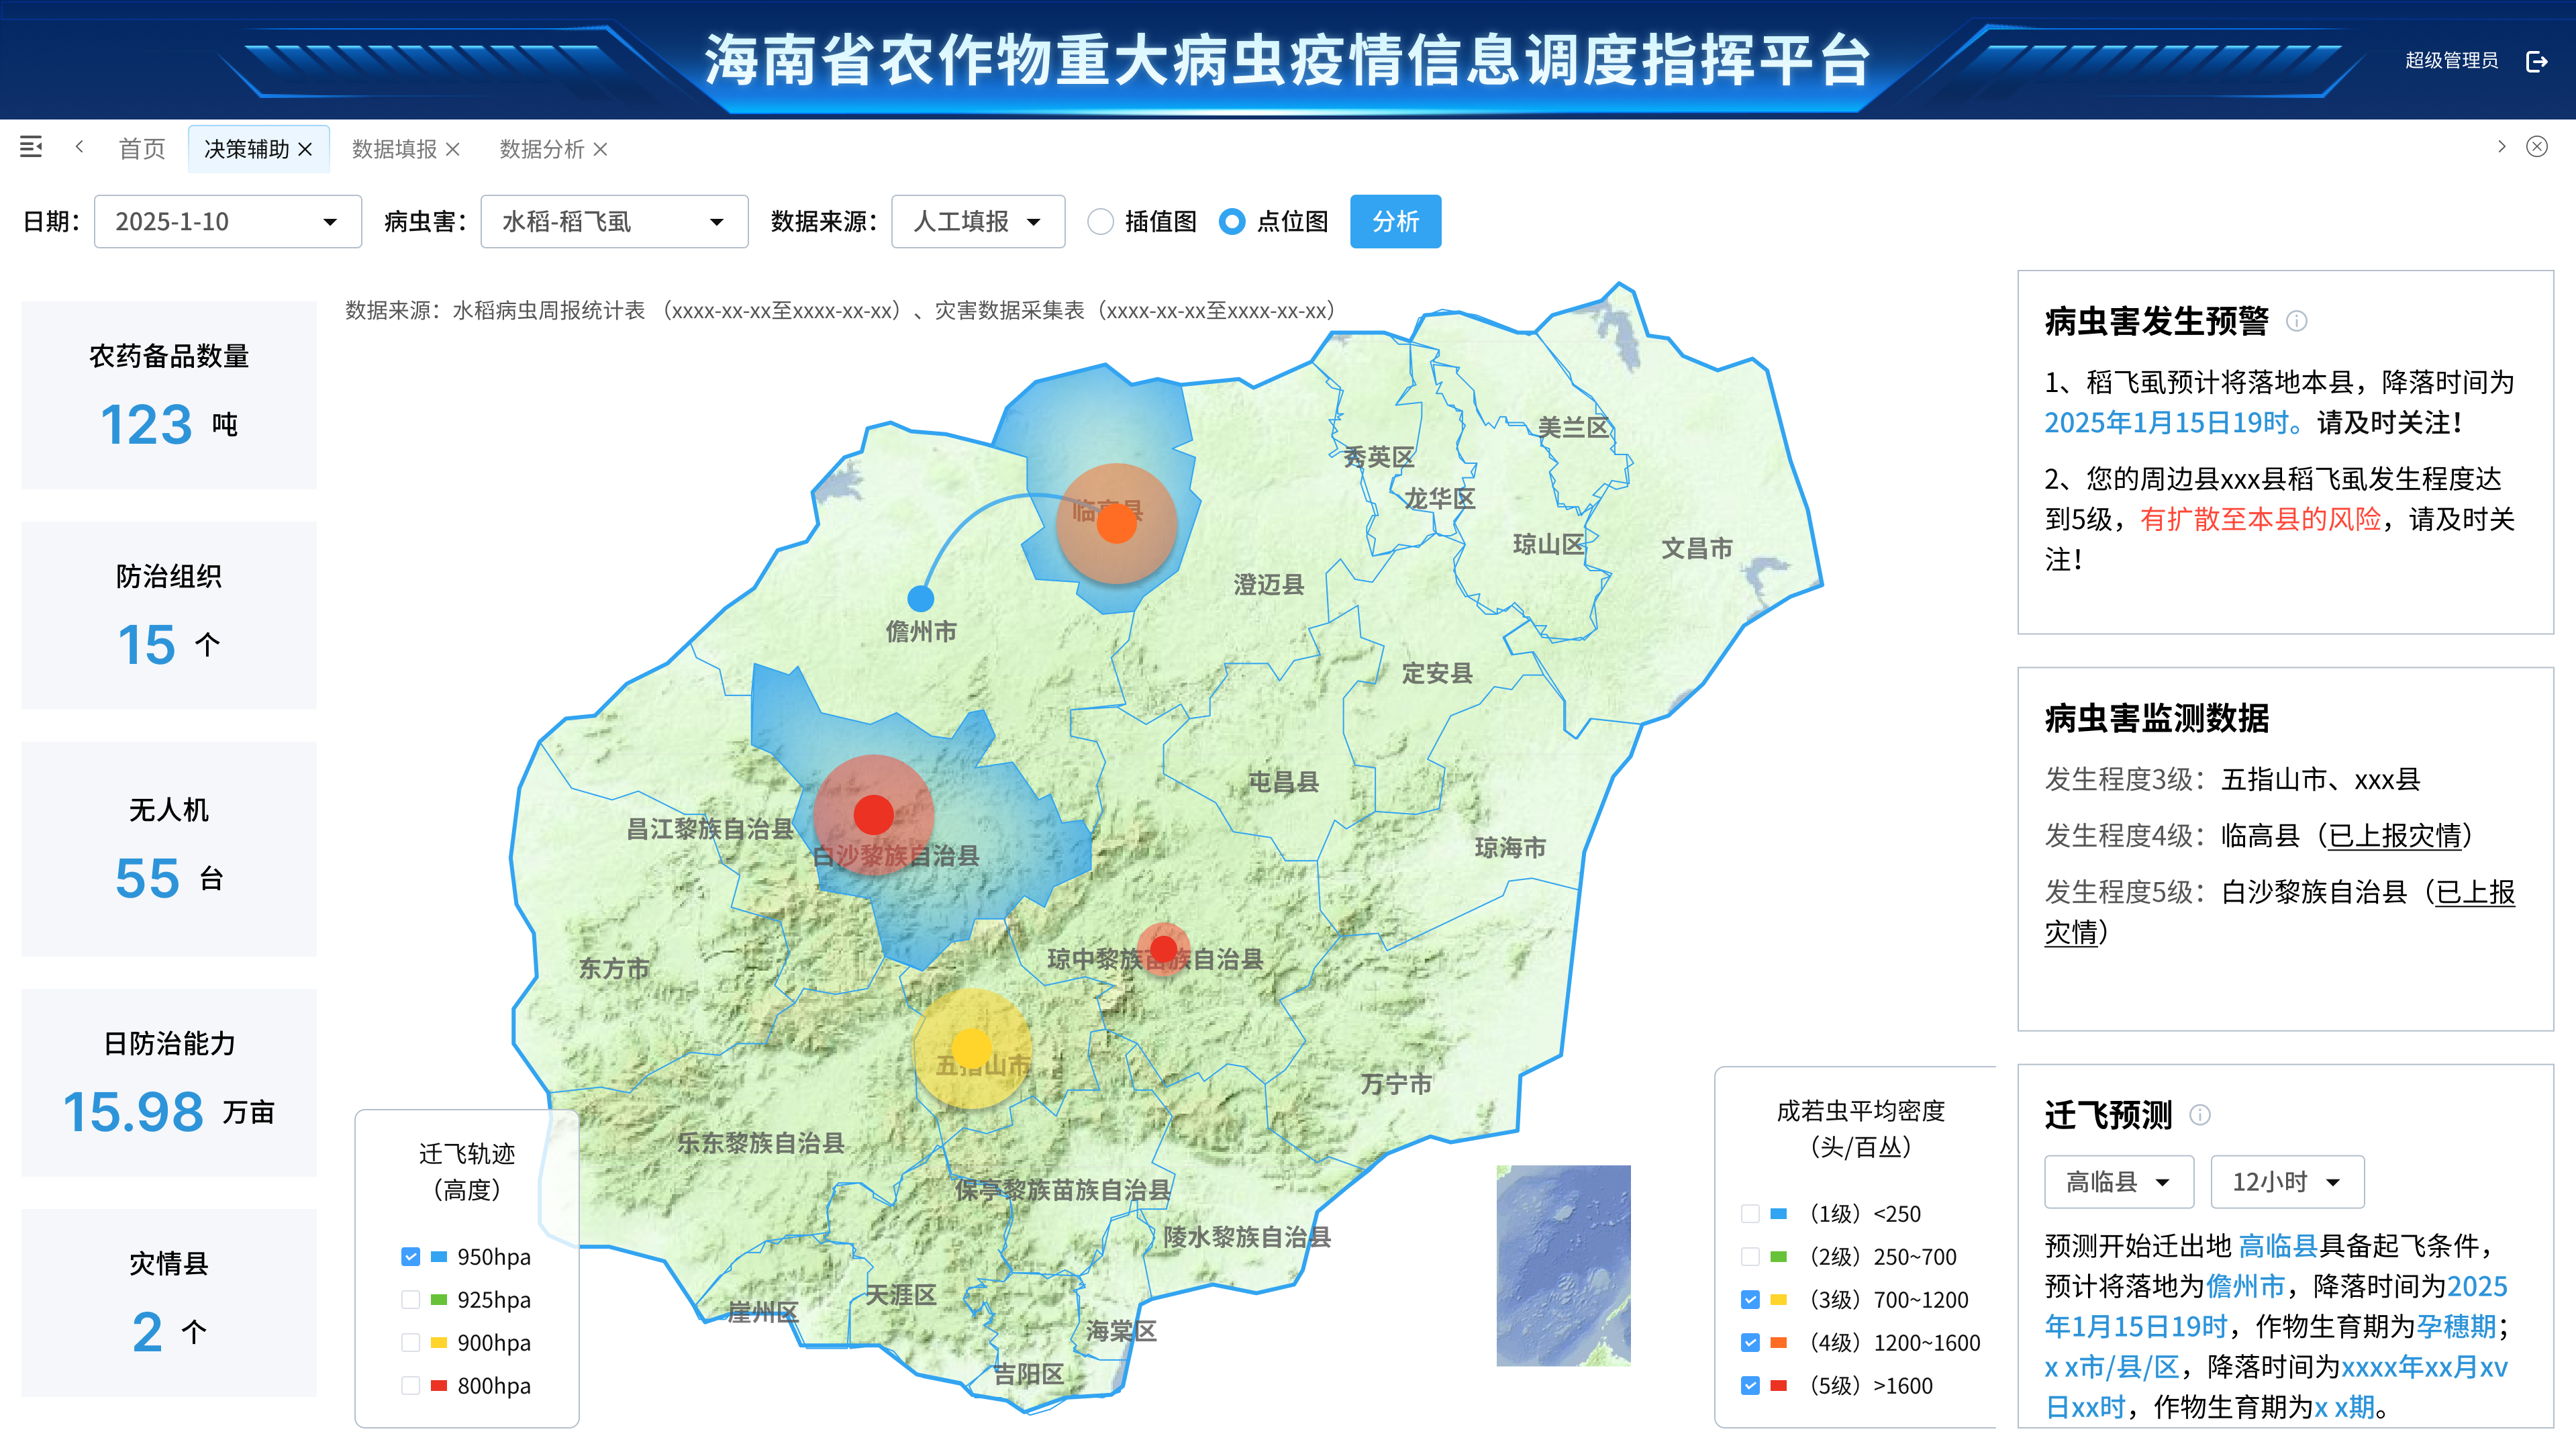 海南省农作物重大病虫疫情信息调度指挥平台
超级管理员
首页
决策辅助
数据填报
数据分析
日期：
2025-1-10
病虫害：
水稻-稻飞虱
数据来源：
人工填报
插值图
点位图
分析
农药备品数量
123 吨
防治组织
15 个
无人机
55 台
日防治能力
15.98 万亩
灾情县
2 个
数据来源：水稻病虫周报统计表 （xxxx-xx-xx至xxxx-xx-xx）、灾害数据采集表（xxxx-xx-xx至xxxx-xx-xx）
美兰区
秀英区
龙华区
临高县
琼山区
文昌市
澄迈县
儋州市
定安县
屯昌县
昌江黎族自治县
琼海市
白沙黎族自治县
琼中黎族苗族自治县
东方市
五指山市
万宁市
乐东黎族自治县
保亭黎族苗族自治县
陵水黎族自治县
天涯区
崖州区
海棠区
吉阳区
迁飞轨迹
（高度）
950hpa
925hpa
900hpa
800hpa
成若虫平均密度
（头/百丛）
（1级）<250
（2级）250~700
（3级）700~1200
（4级）1200~1600
（5级）>1600
病虫害发生预警
1、稻飞虱预计将落地本县，降落时间为
2025年1月15日19时。请及时关注！
2、您的周边县xxx县稻飞虱发生程度达
到5级，有扩散至本县的风险，请及时关
注！
病虫害监测数据
发生程度3级：五指山市、xxx县
发生程度4级：临高县（已上报灾情）
发生程度5级：白沙黎族自治县（已上报
灾情）
迁飞预测
高临县
12小时
预测开始迁出地 高临县具备起飞条件，
预计将落地为儋州市，降落时间为2025
年1月15日19时，作物生育期为孕穗期；
x x市/县/区，降落时间为xxxx年xx月xv
日xx时，作物生育期为x x期。